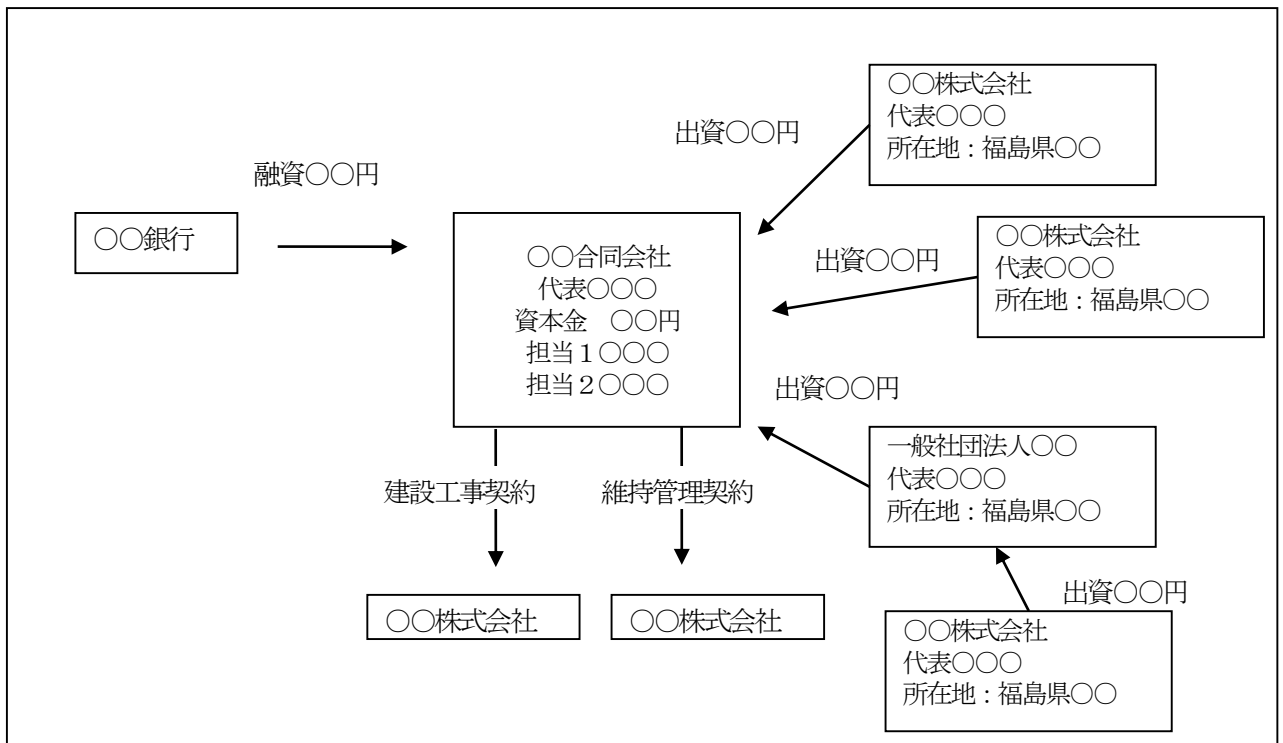 ○○株式会社
代表○○○
所在地：福島県○○
出資○○円
融資○○円
○○銀行
○○合同会社
代表○○○
資本金　○○円
担当１○○○
担当２○○○
出資○○円
○○株式会社
代表○○○
所在地：福島県○○
出資○○円
一般社団法人○○
代表○○○
所在地：福島県○○
建設工事契約
維持管理契約
出資○○円
○○株式会社
○○株式会社
○○株式会社
代表○○○
所在地：福島県○○